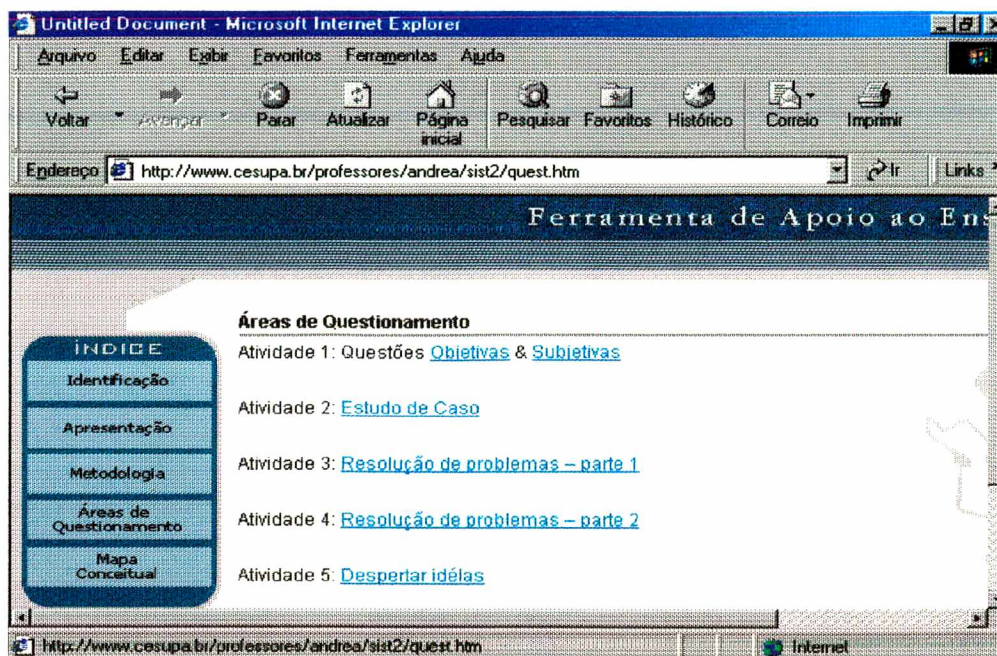 Untitled Document - Microsoft Internet Explorer
Arquivo Editar Exibir Favoritos Ferramentas Ajuda
Voltar Avançar Parar Atualizar Página inicial Pesquisar Favoritos Histórico Correio Imprimir
Endereço http://www.cesupa.br/professores/andrea/sist2/quest.htm Ir Links
Ferramenta de Apoio ao Ens
Áreas de Questionamento
Atividade 1: Questões Objetivas & Subjetivas
Atividade 2: Estudo de Caso
Atividade 3: Resolução de problemas – parte 1
Atividade 4: Resolução de problemas – parte 2
Atividade 5: Despertar idéias
ÍNDICE
Identificação
Apresentação
Metodologia
Áreas de
Questionamento
Mapa
Conceitual
http://www.cesupa.br/professores/andrea/sist2/quest.htm Internet